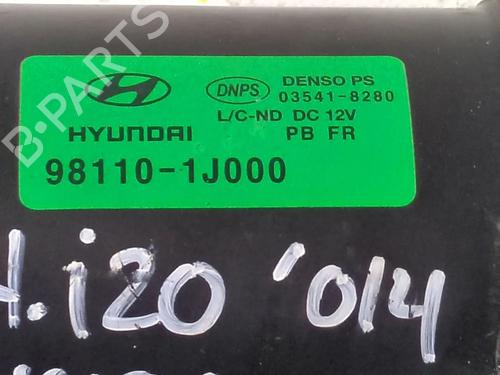 DNPS
DENSO PS
03541-8280
L/C-ND DC 12V
HYUNDAI
PB FR
98110-1J000
H.i20 '014
B-PARTS